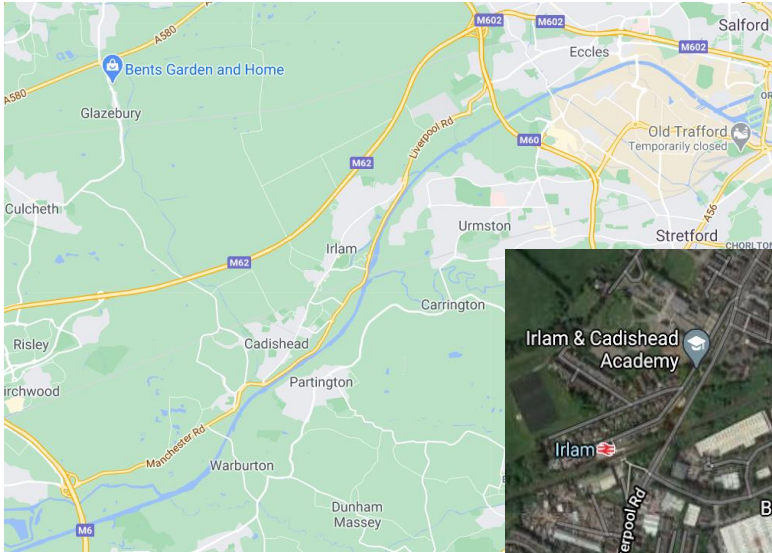 M602
M602
Salford
A580
Eccles
M602
Bents Garden and Home
A580
Glazebury
Liverpool Rd
Old Trafford
Temporarily closed
M60
M62
Culcheth
A56
Urmston
Stretford
Irlam
M62
CHORLTON
Carrington
Irlam & Cadishead
Academy
Risley
Cadishead
irchwood
Partington
Manchester Rd
Irlam
Warburton
erpool Rd
Dunham
Massey
B
M6